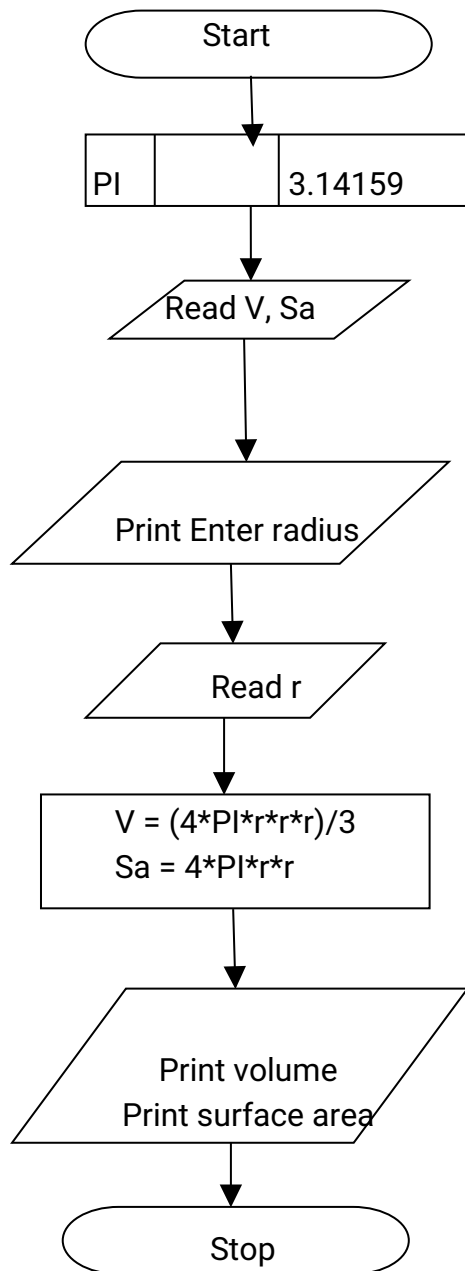 Start
PI 3.14159
Read V, Sa
Print Enter radius
Read r
V = (4*PI*r*r*r)/3
Sa = 4*PI*r*r
Print volume
Print surface area
Stop